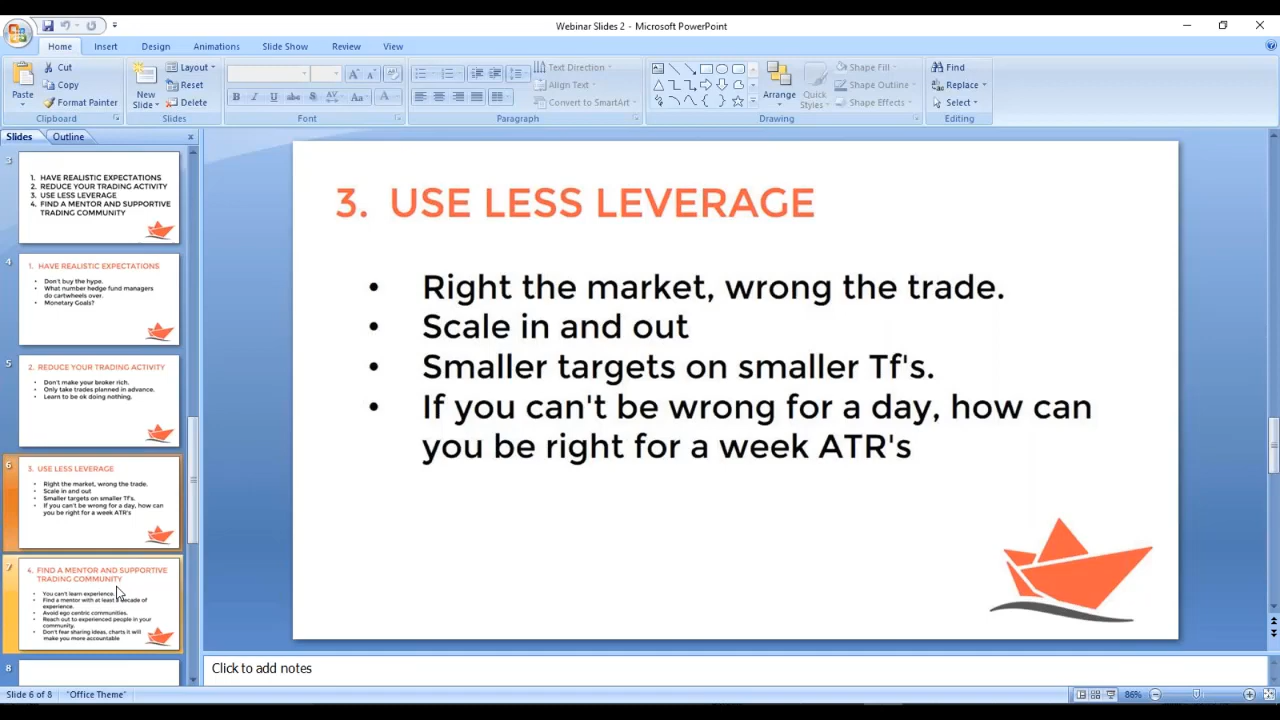 Webinar Slides 2 - Microsoft PowerPoint
Home Insert Design Animations Slide Show Review View
Paste
Cut
Copy
Format Painter
Clipboard
New Slide
Layout
Reset
Delete
Slides
B I U abc S AV Aa A
Font
Text Direction
Align Text
Convert to SmartArt
Paragraph
Arrange
Quick Styles
Shape Fill
Shape Outline
Shape Effects
Drawing
Find
Replace
Select
Editing
Slides Outline
3
1. HAVE REALISTIC EXPECTATIONS
2. REDUCE YOUR TRADING ACTIVITY
3. USE LESS LEVERAGE
4. FIND A MENTOR AND SUPPORTIVE
TRADING COMMUNITY
4
1. HAVE REALISTIC EXPECTATIONS
• Don't buy the hype.
• What number hedge fund managers
do cartwheels over.
• Monetary Goals?
5
2. REDUCE YOUR TRADING ACTIVITY
• Don't make your broker rich.
• Only take trades planned in advance.
• Learn to be ok doing nothing.
6
3. USE LESS LEVERAGE
• Right the market, wrong the trade.
• Scale in and out
• Smaller targets on smaller Tf's.
• If you can't be wrong for a day, how can
you be right for a week ATR's
7
4. FIND A MENTOR AND SUPPORTIVE
TRADING COMMUNITY
• You can't learn experience.
• Find a mentor with at least a decade of
experience.
• Avoid ego centric communities.
• Reach out to experienced people in your
community.
• Don't fear sharing ideas, charts it will
make you more accountable
8
3. USE LESS LEVERAGE
• Right the market, wrong the trade.
• Scale in and out
• Smaller targets on smaller Tf's.
• If you can't be wrong for a day, how can
you be right for a week ATR's
Click to add notes
Slide 6 of 8 "Office Theme" 86%